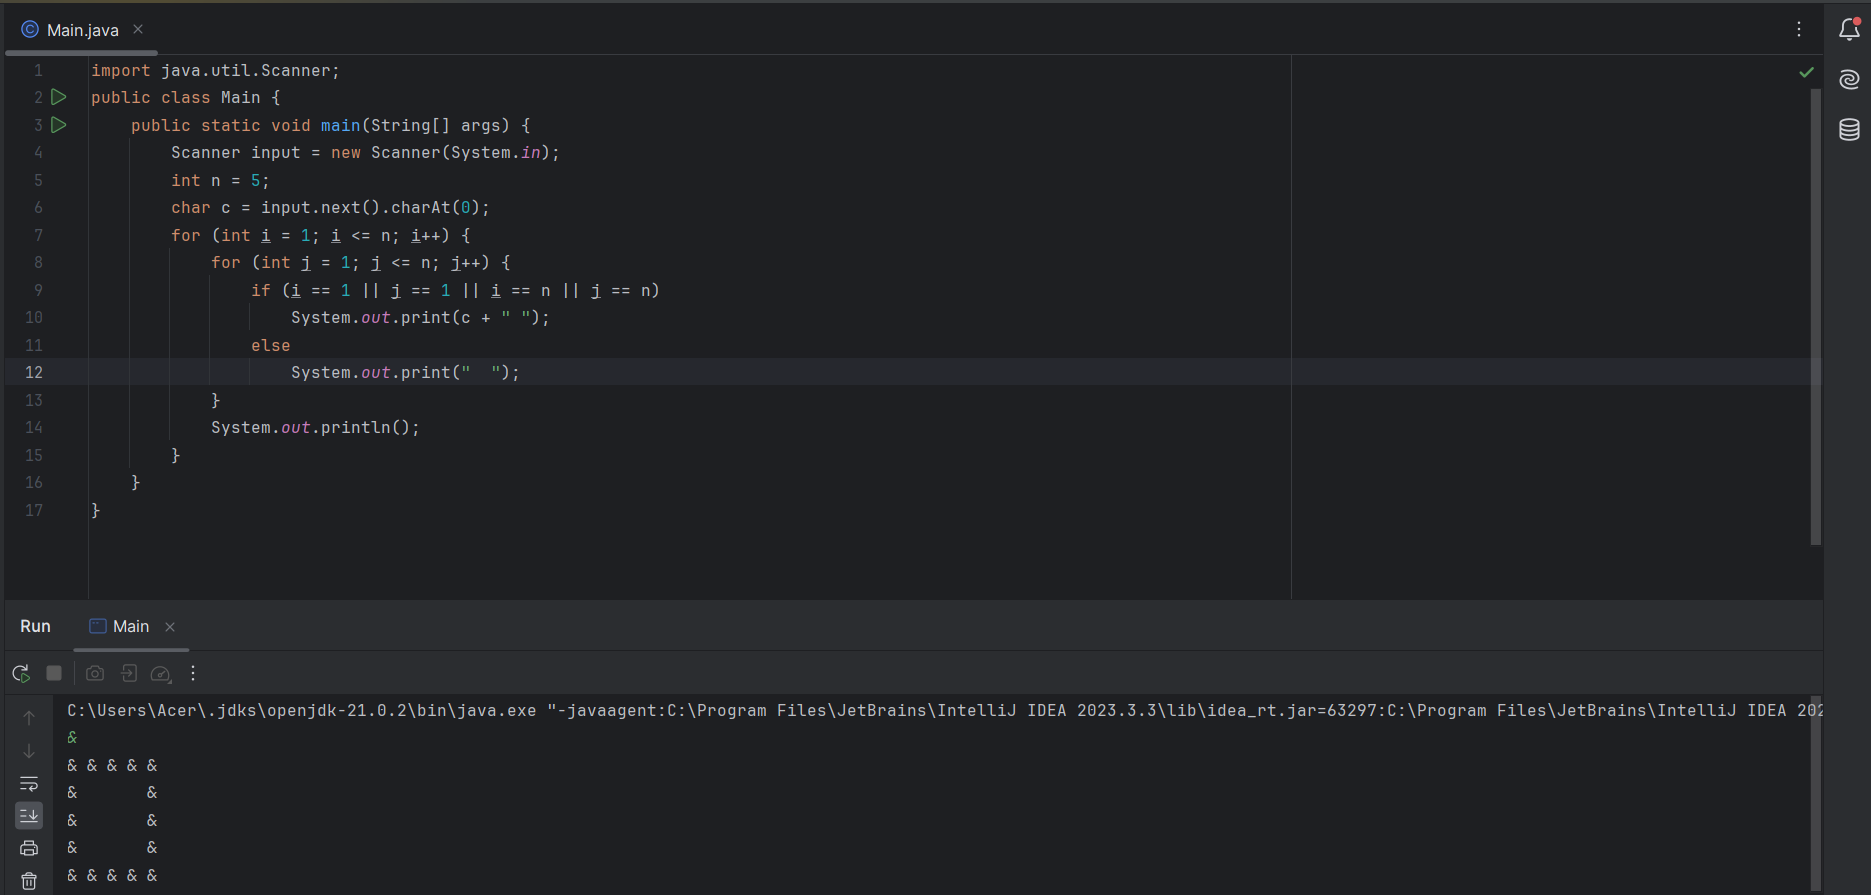 Main.java
1 import java.util.Scanner;
2 public class Main {
3     public static void main(String[] args) {
4         Scanner input = new Scanner(System.in);
5         int n = 5;
6         char c = input.next().charAt(0);
7         for (int i = 1; i <= n; i++) {
8             for (int j = 1; j <= n; j++) {
9                 if (i == 1 || j == 1 || i == n || j == n)
10                     System.out.print(c + " ");
11                 else
12                     System.out.print("  ");
13             }
14             System.out.println();
15         }
16     }
17 }
Run Main
C:\Users\Acer\.jdks\openjdk-21.0.2\bin\java.exe "-javaagent:C:\Program Files\JetBrains\IntelliJ IDEA 2023.3.3\lib\idea_rt.jar=63297:C:\Program Files\JetBrains\IntelliJ IDEA 202
&
& & & & &
&       &
&       &
&       &
& & & & &